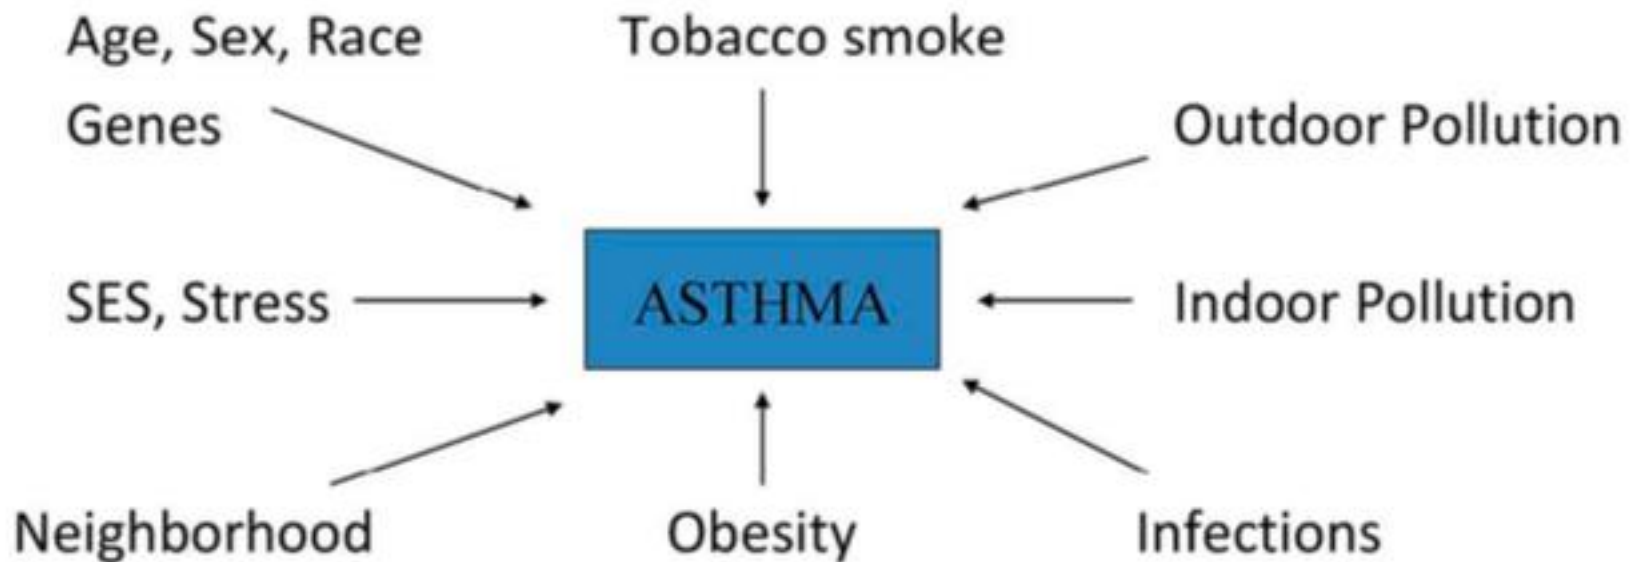 Age, Sex, Race
Genes
Tobacco smoke
Outdoor Pollution
SES, Stress
ASTHMA
Indoor Pollution
Neighborhood
Obesity
Infections